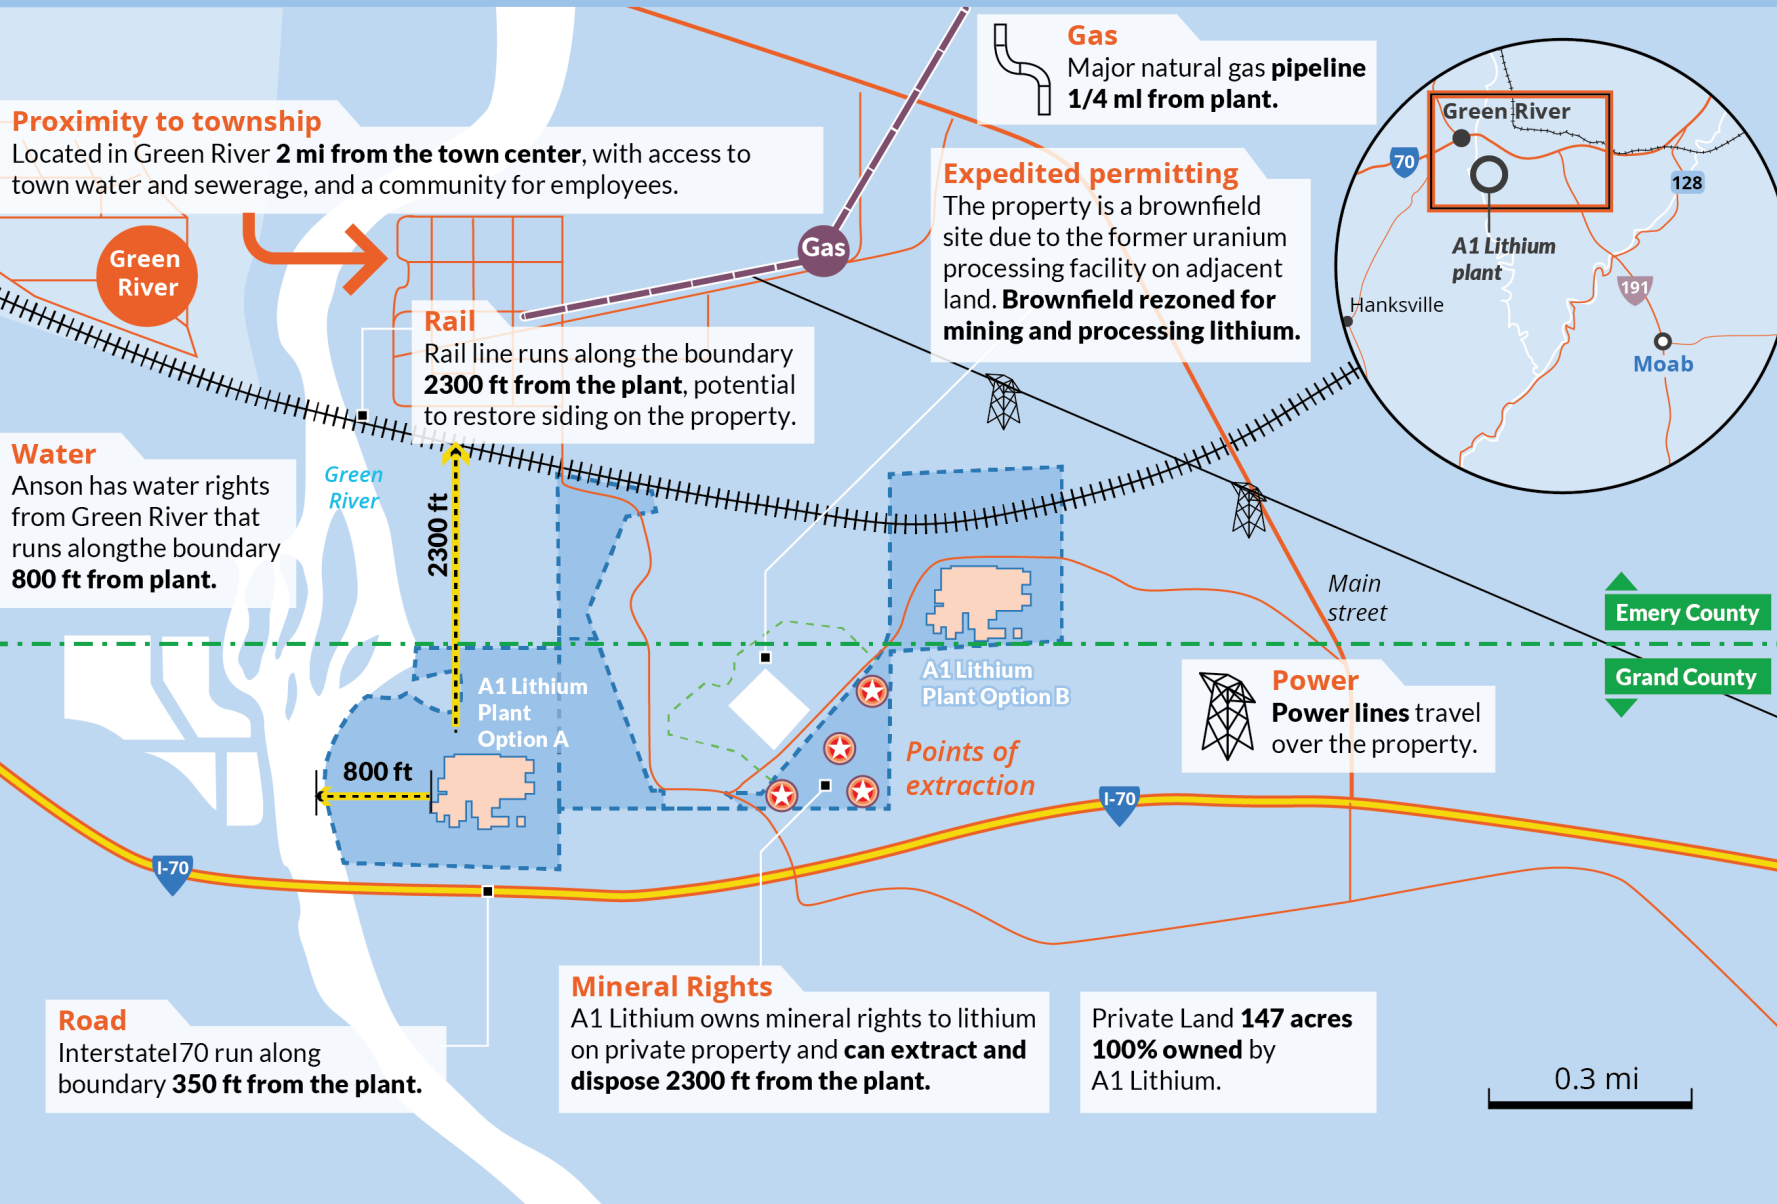 Gas
Major natural gas pipeline
1/4 ml from plant.
Proximity to township
Located in Green River 2 mi from the town center, with access to
town water and sewerage, and a community for employees.
Green
River
Gas
Expedited permitting
The property is a brownfield
site due to the former uranium
processing facility on adjacent
land. Brownfield rezoned for
mining and processing lithium.
Green River
70
128
A1 Lithium
plant
191
Hanksville
Moab
Rail
Rail line runs along the boundary
2300 ft from the plant, potential
to restore siding on the property.
Water
Anson has water rights
from Green River that
runs alongthe boundary
800 ft from plant.
Green
River
2300 ft
Main
street
Emery County
Grand County
A1 Lithium
Plant
Option A
A1 Lithium
Plant Option B
Power
Power lines travel
over the property.
Points of
extraction
800 ft
I-70
I-70
Mineral Rights
A1 Lithium owns mineral rights to lithium
on private property and can extract and
dispose 2300 ft from the plant.
Private Land 147 acres
100% owned by
A1 Lithium.
Road
InterstateI70 run along
boundary 350 ft from the plant.
0.3 mi